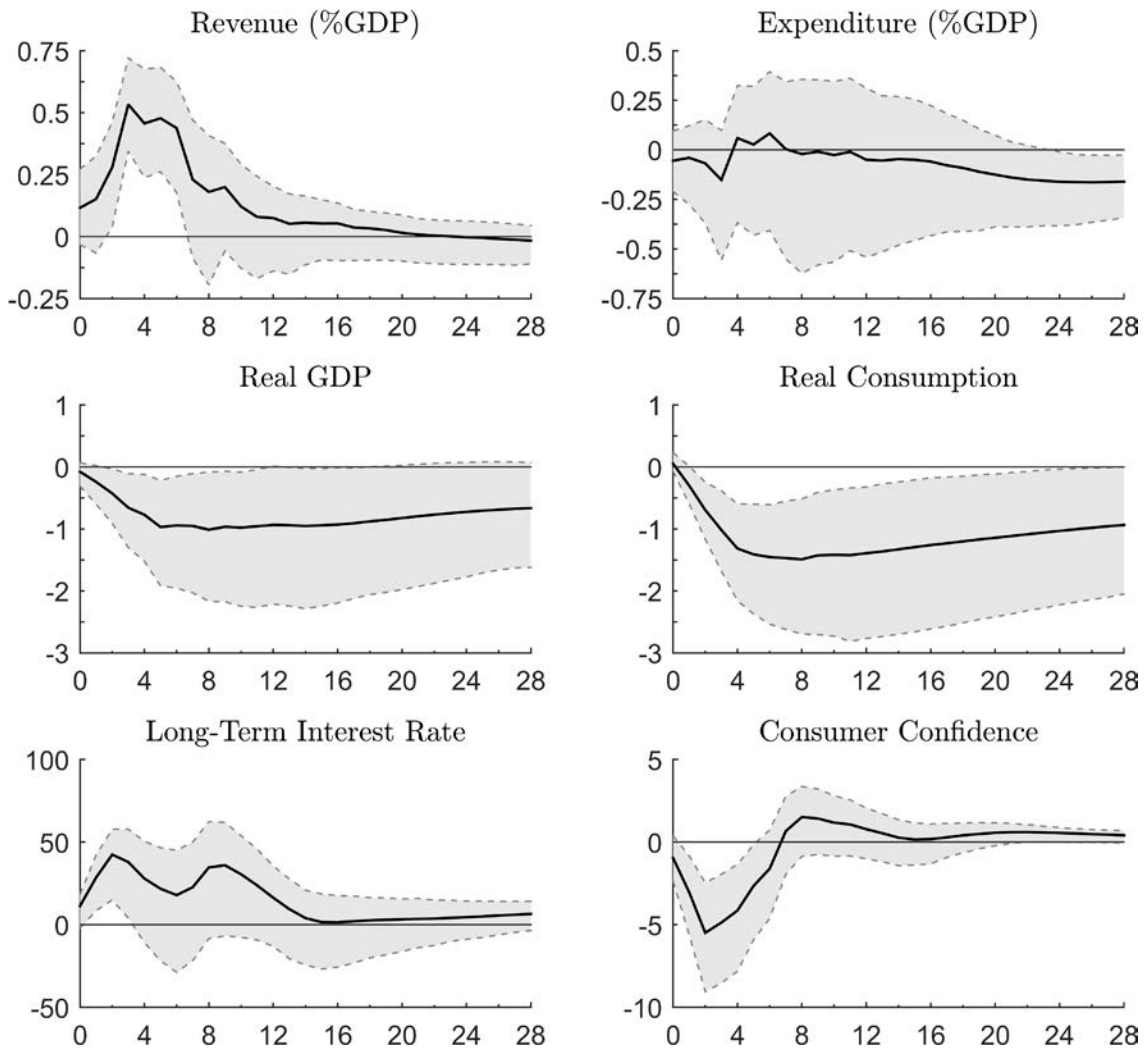 Revenue (%GDP)
0.75
0.5
0.25
0
-0.25
0 4 8 12 16 20 24 28
Expenditure (%GDP)
0.5
0.25
0
-0.25
-0.5
-0.75
0 4 8 12 16 20 24 28
Real GDP
1
0
-1
-2
-3
0 4 8 12 16 20 24 28
Real Consumption
1
0
-1
-2
-3
0 4 8 12 16 20 24 28
Long-Term Interest Rate
100
50
0
-50
0 4 8 12 16 20 24 28
Consumer Confidence
5
0
-5
-10
0 4 8 12 16 20 24 28